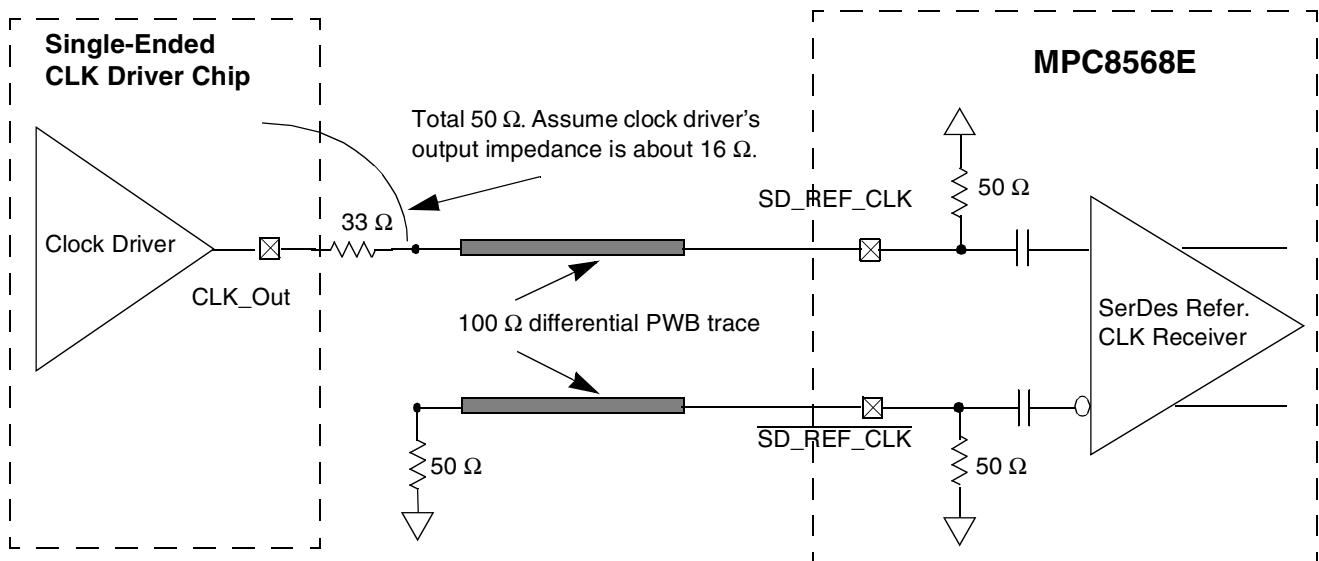 Single-Ended
CLK Driver Chip
MPC8568E
Total 50 Ω. Assume clock driver's
output impedance is about 16 Ω.
SD_REF_CLK
50 Ω
33 Ω
Clock Driver
CLK_Out
100 Ω differential PWB trace
SerDes Refer.
CLK Receiver
SD_REF_CLK
50 Ω
50 Ω